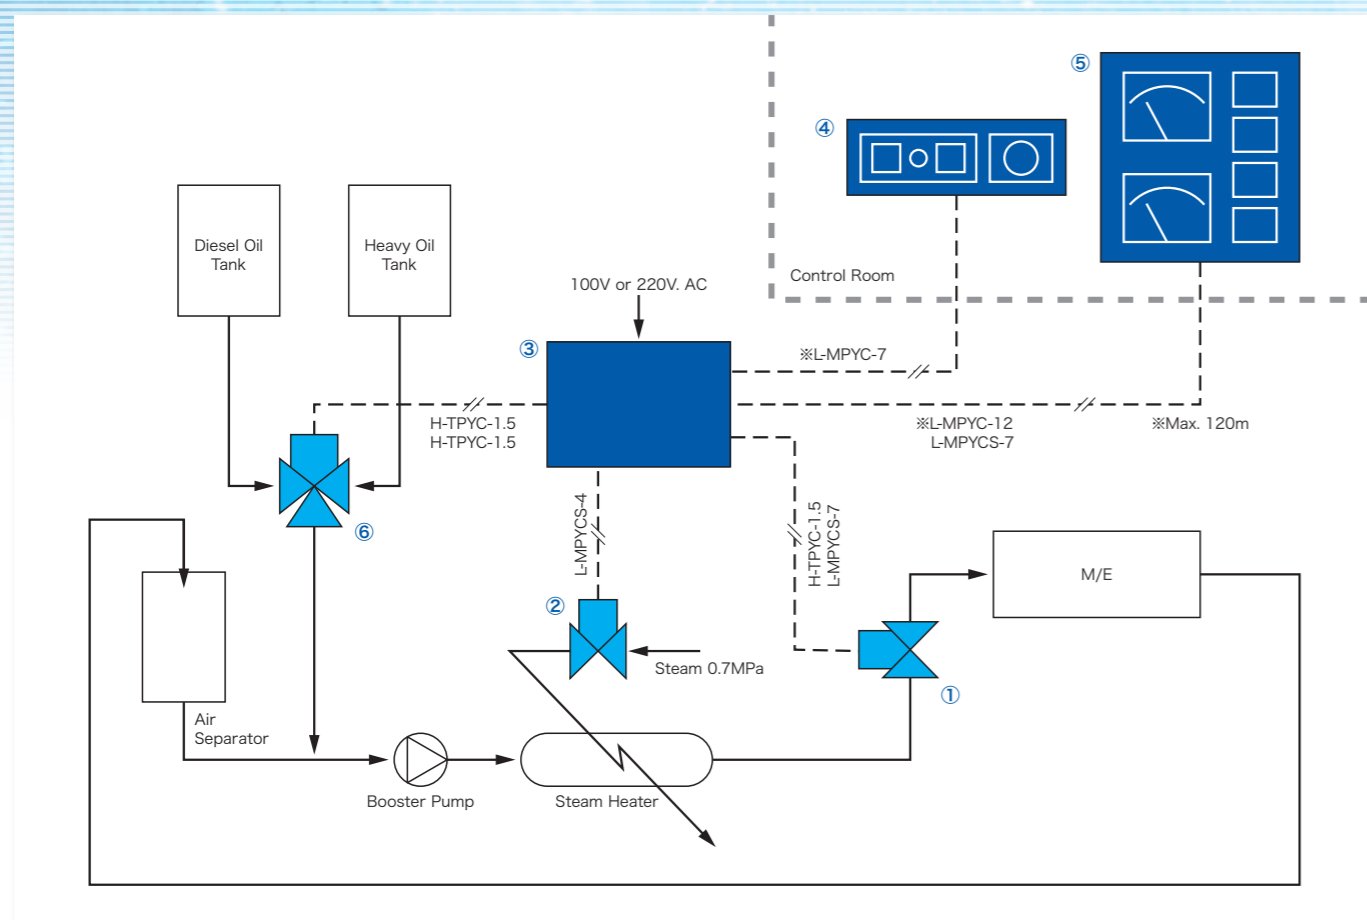 ⑤
④
Diesel Oil
Tank
Heavy Oil
Tank
Control Room
100V or 220V. AC
③
※L-MPYC-7
H-TPYC-1.5
H-TPYC-1.5
※L-MPYC-12
L-MPYCS-7
※Max. 120m
⑥
L-MPYCS-4
H-TPYC-1.5
L-MPYCS-7
②
M/E
Steam 0.7MPa
①
Air
Separator
Booster Pump
Steam Heater